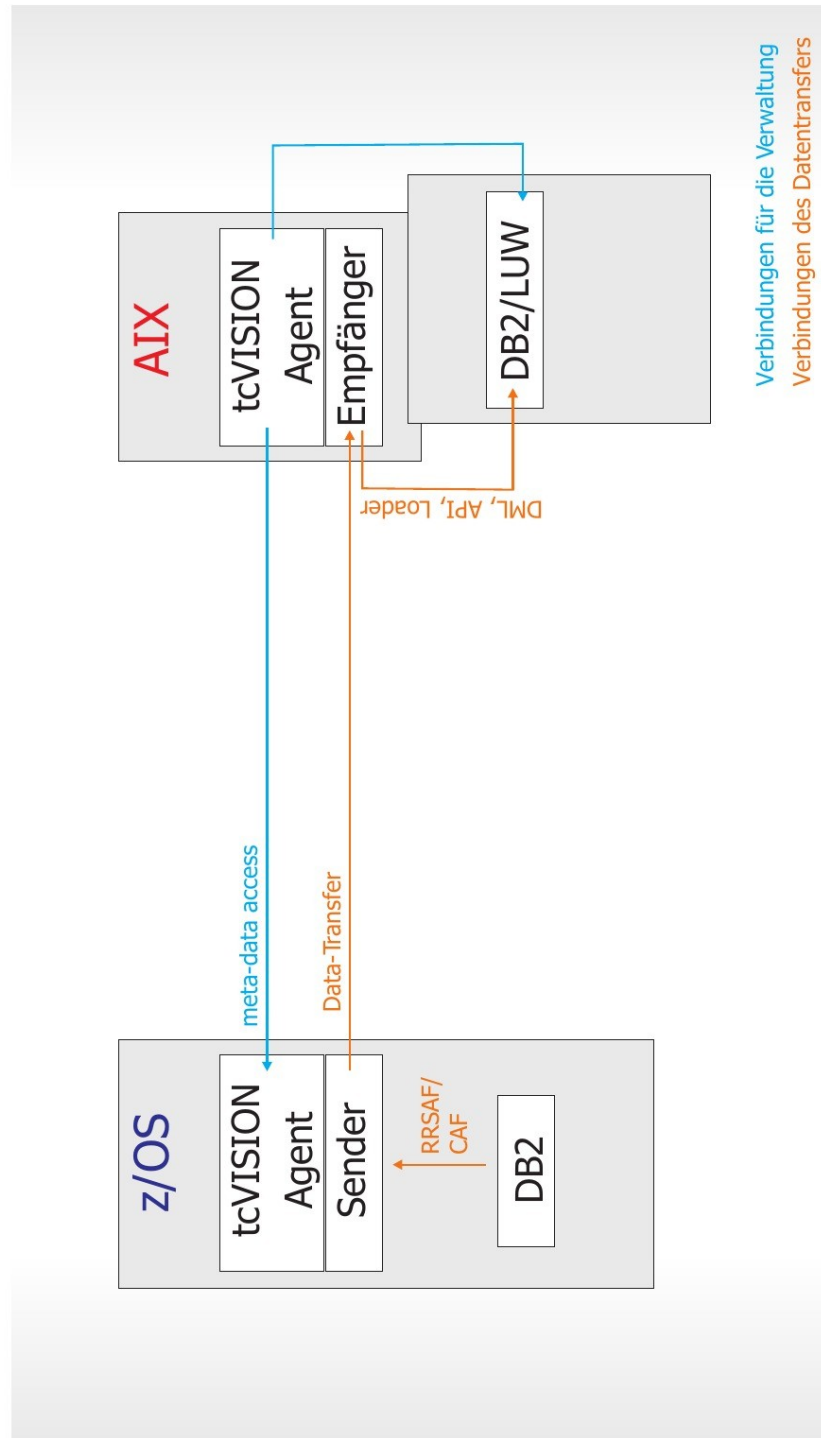 z/OS
tcVISION
Agent
Sender
RRSAF/
CAF
DB2
meta-data access
Data-Transfer
AIX
tcVISION
Agent
Empfänger
DML, API, Loader
DB2/LUW
Verbindungen für die Verwaltung
Verbindungen des Datentransfers